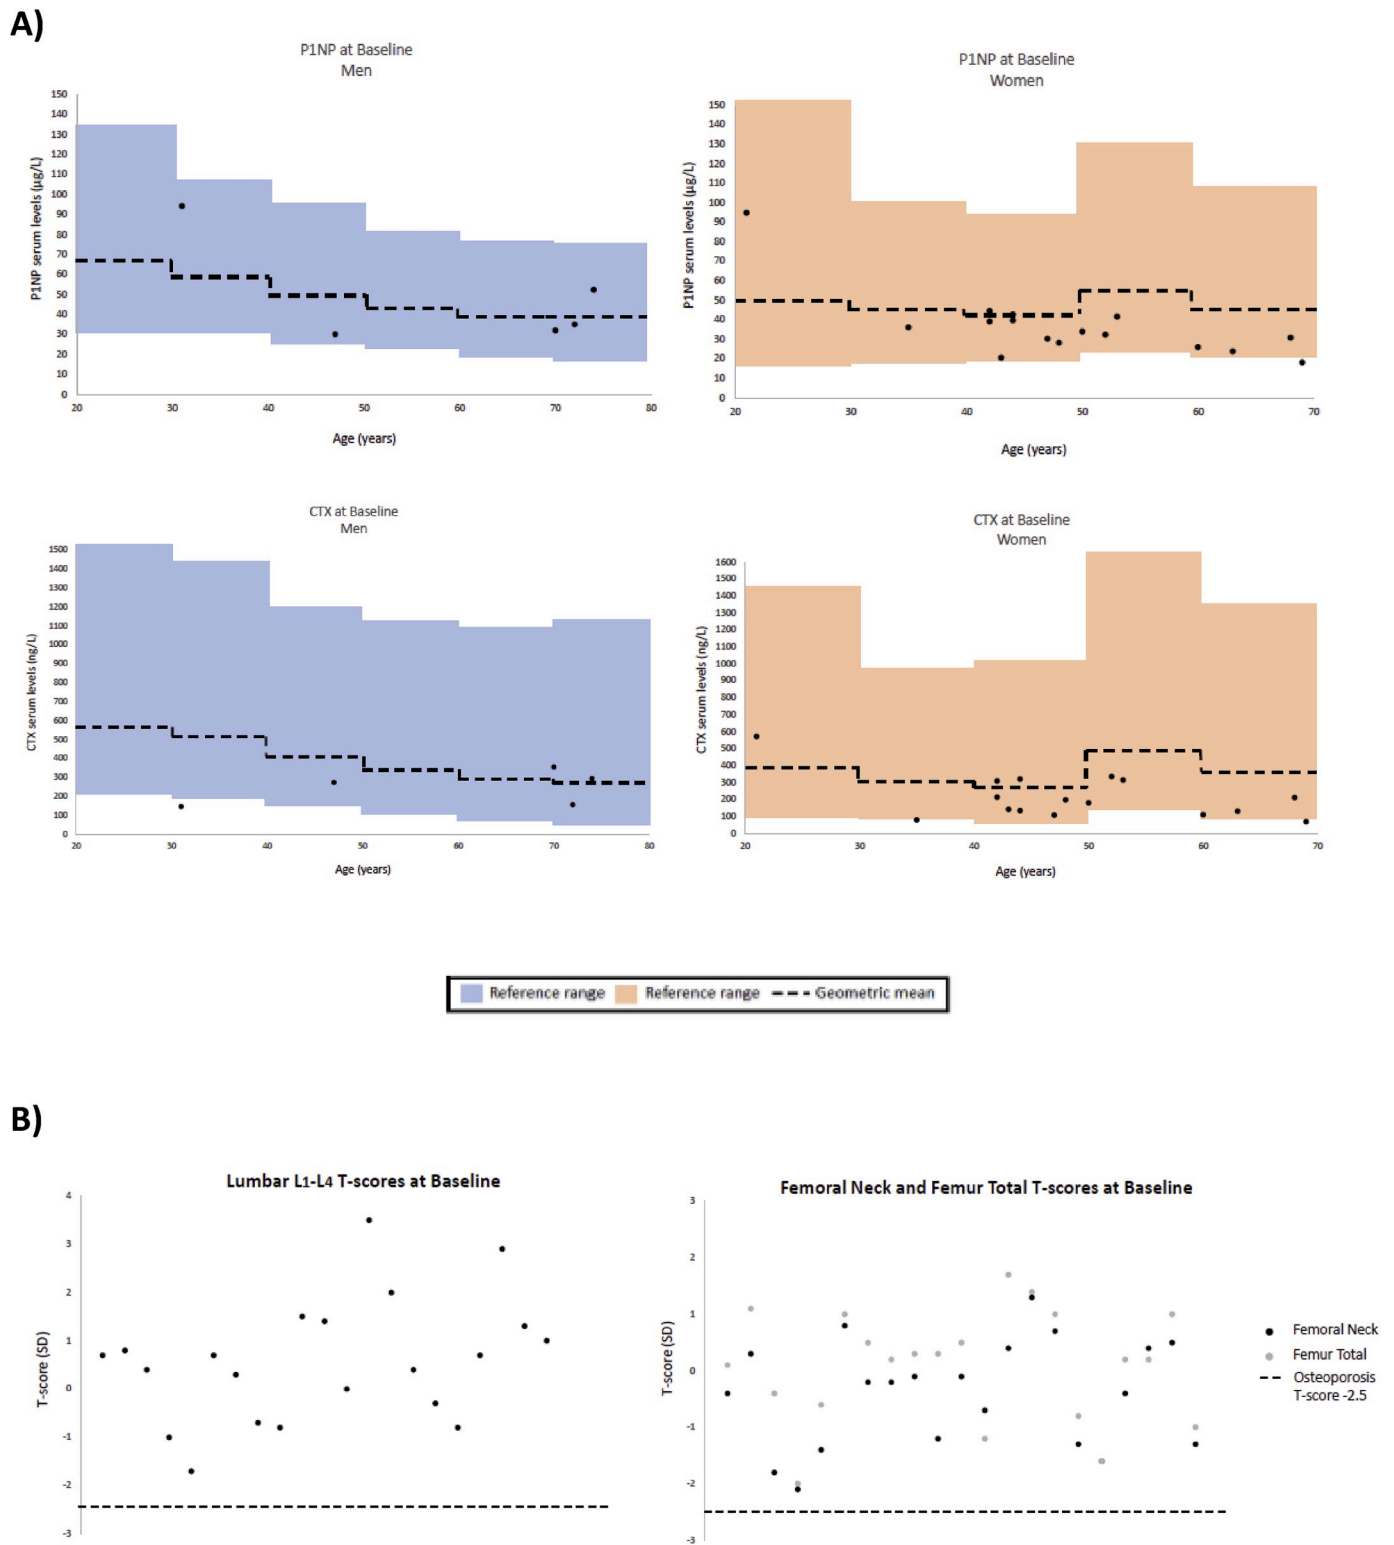 A)
P1NP at Baseline
Men
P1NP serum levels (µg/L)
150
140
130
120
110
100
90
80
70
60
50
40
30
20
10
0
20 30 40 50 60 70 80
Age (years)
P1NP at Baseline
Women
P1NP serum levels (µg/L)
150
140
130
120
110
100
90
80
70
60
50
40
30
20
10
0
20 30 40 50 60 70
Age (years)
CTX at Baseline
Men
CTX serum levels (ng/L)
1500
1400
1300
1200
1100
1000
900
800
700
600
500
400
300
200
100
0
20 30 40 50 60 70 80
Age (years)
CTX at Baseline
Women
CTX serum levels (ng/L)
1600
1500
1400
1300
1200
1100
1000
900
800
700
600
500
400
300
200
100
0
20 30 40 50 60 70
Age (years)
Reference range Reference range Geometric mean
B)
Lumbar L1-L4 T-scores at Baseline
T-score (SD)
4
3
2
1
0
-1
-2
-3
Femoral Neck and Femur Total T-scores at Baseline
T-score (SD)
3
2
1
0
-1
-2
-3
Femoral Neck
Femur Total
Osteoporosis
T-score -2.5